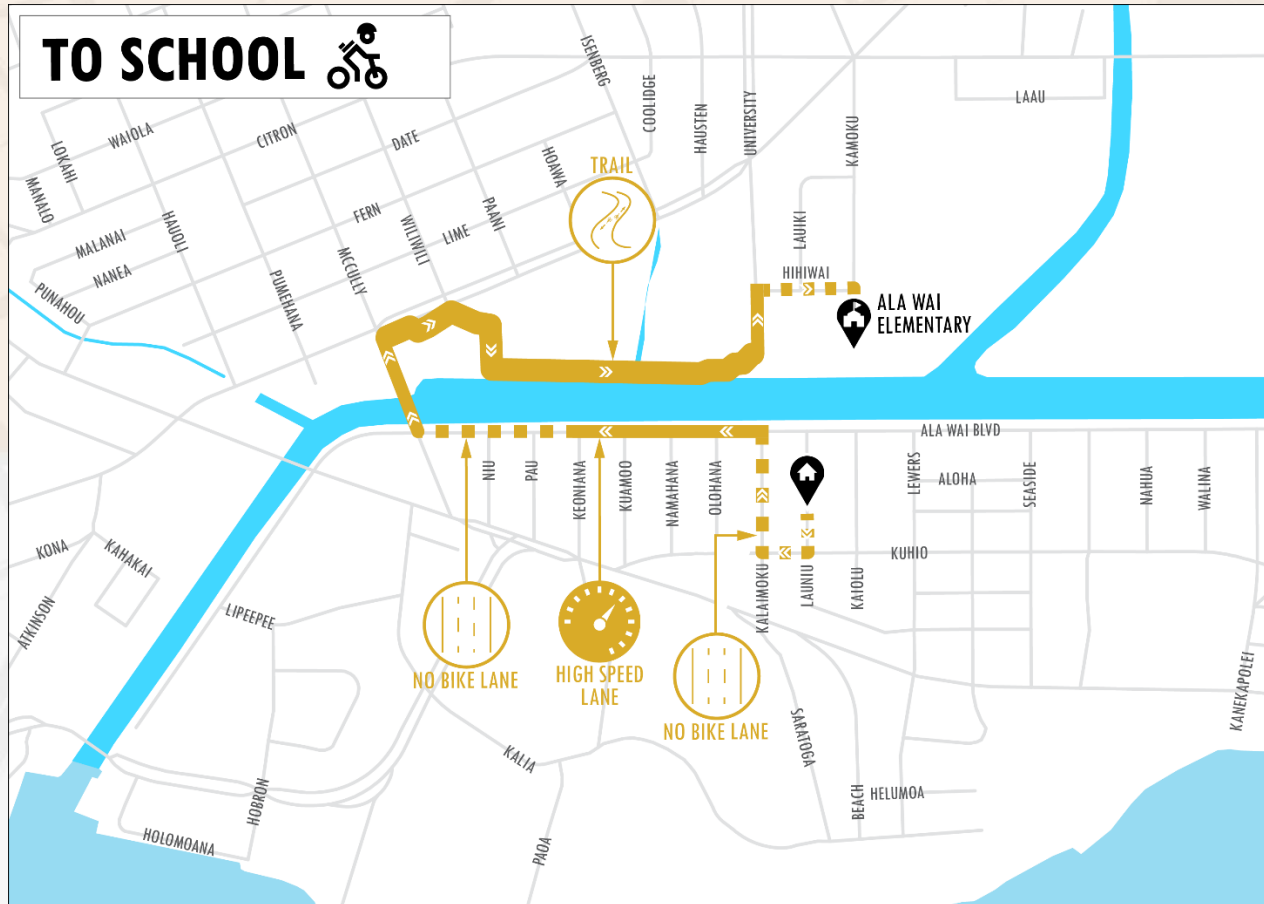 TO SCHOOL
ISENBERG
COOLIDGE
HAUSTEN
UNIVERSITY
KAMOKU
LAAU
LOKAHI
WAIOLA
CITRON
DATE
HOAWA
TRAIL
MANALO
HAUOLI
FERN
WILIWILI
LIME
PAANI
LAUIKI
MALANAI
NANEA
PUNAHOU
PUMEHANA
MCCULLY
HIHIWAI
ALA WAI
ELEMENTARY
ALA WAI BLVD
NIU
PAU
KEONIANA
KUAMOO
NAMAHANA
OLOHANA
LEWERS
ALOHA
SEASIDE
NAHUA
WALINA
KONA
KAHAKAI
KUHIO
KALAIMOKU
LAUNIU
KAIOLU
ATKINSON
LIPEEPEE
NO BIKE LANE
HIGH SPEED
LANE
NO BIKE LANE
KANEKAPOLEI
SARATOGA
KALIA
HOBRON
BEACH
HELUMOA
HOLOMOANA
PAOA